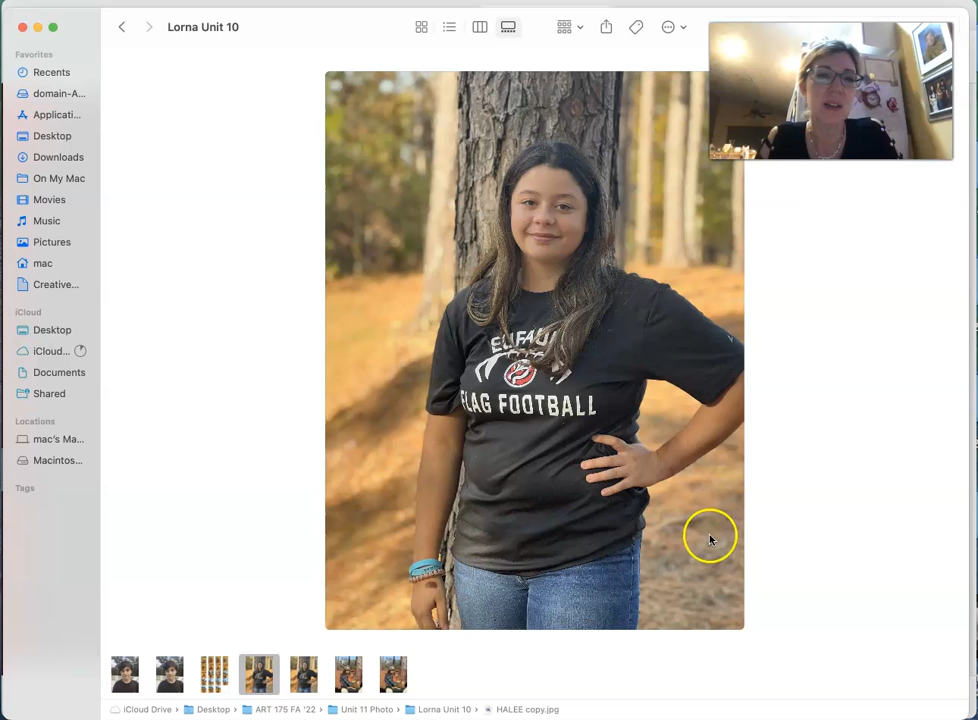 Lorna Unit 10
Favorites
Recents
domain-A...
Applicati...
Desktop
Downloads
On My Mac
Movies
Music
Pictures
mac
Creative...
iCloud
Desktop
iCloud...
Documents
Shared
Locations
mac's Ma...
Macintos...
Tags
EUFAU
FLAG FOOTBALL
iCloud Drive › Desktop › ART 175 FA '22 › Unit 11 Photo › Lorna Unit 10 › HALEE copy.jpg